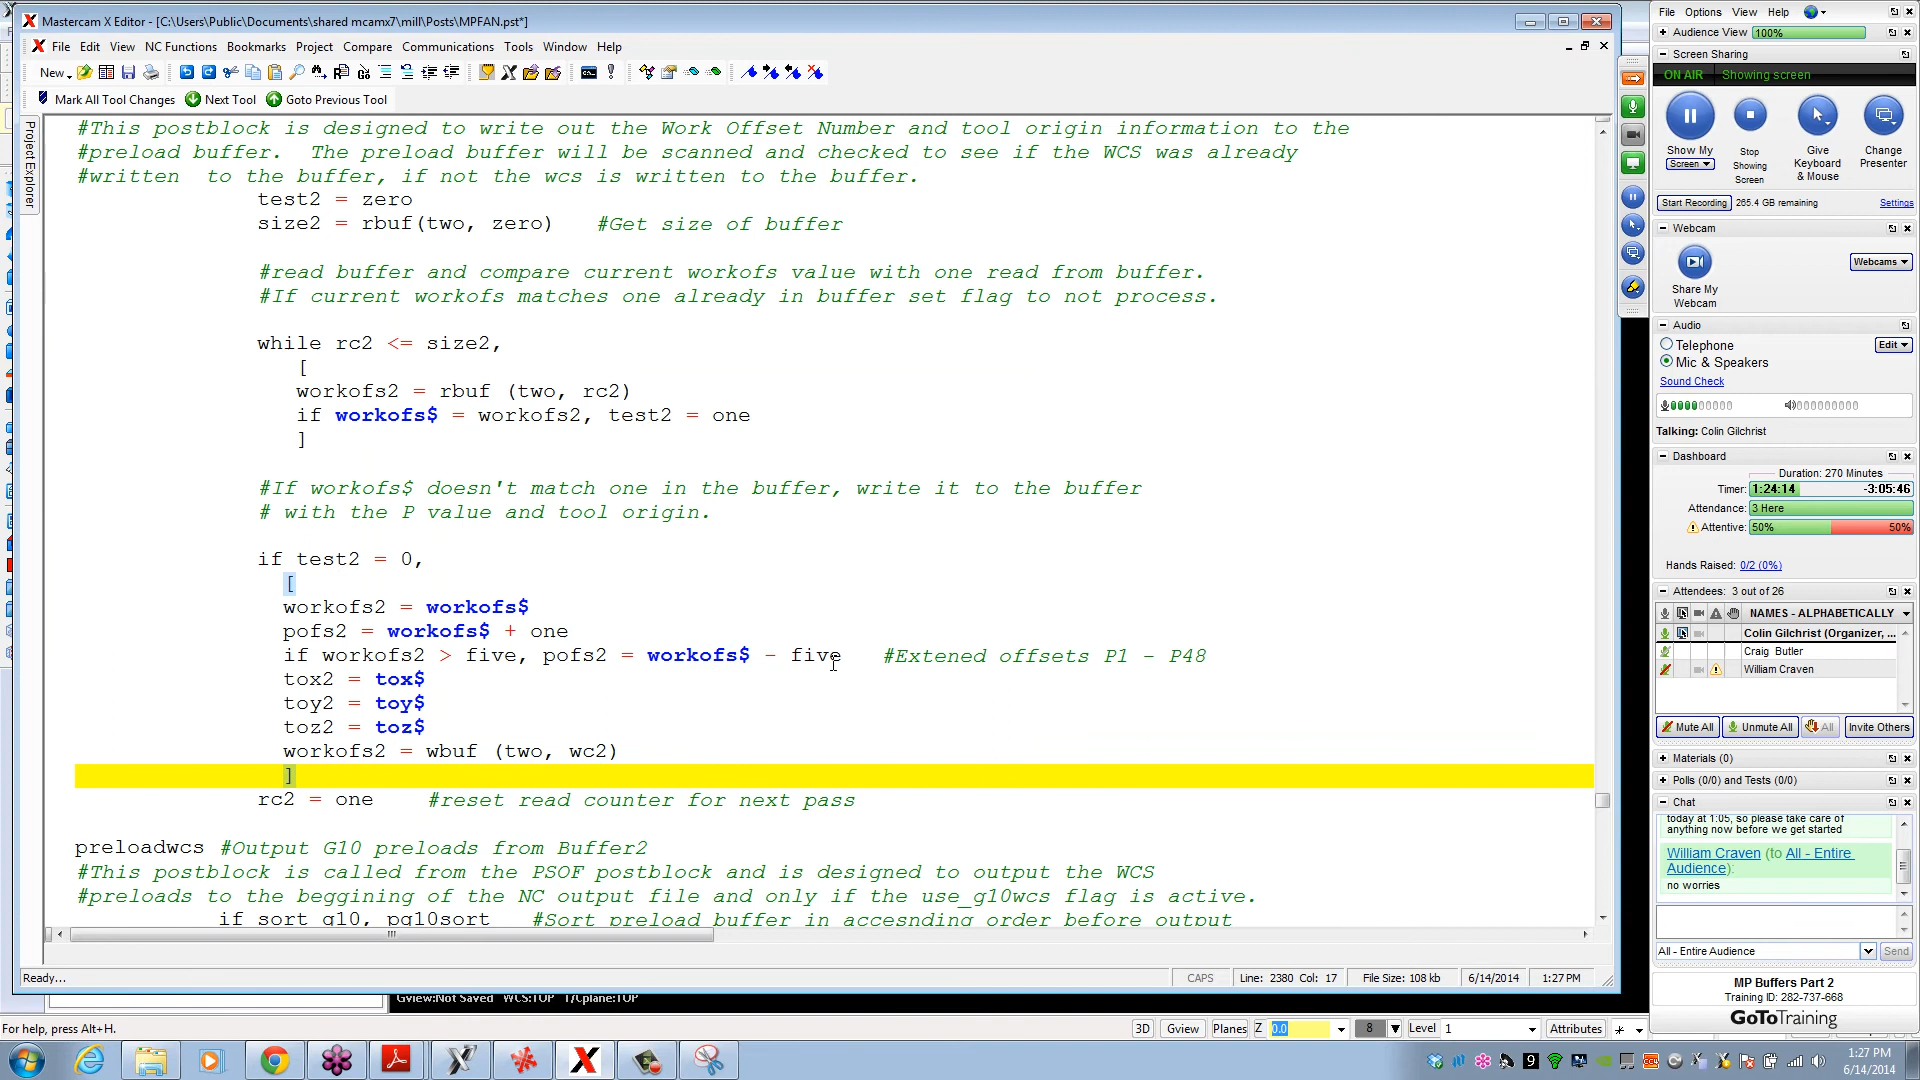 Mastercam X Editor - [C:\Users\Public\Documents\shared mcamx7\mill\Posts\MPFAN.pst*]
File Edit View NC Functions Bookmarks Project Compare Communications Tools Window Help
New
Mark All Tool Changes Next Tool Goto Previous Tool
Project Explorer
#This postblock is designed to write out the Work Offset Number and tool origin information to the
#preload buffer. The preload buffer will be scanned and checked to see if the WCS was already
#written to the buffer, if not the wcs is written to the buffer.
test2 = zero
size2 = rbuf(two, zero) #Get size of buffer
#read buffer and compare current workofs value with one read from buffer.
#If current workofs matches one already in buffer set flag to not process.
while rc2 <= size2,
[
workofs2 = rbuf (two, rc2)
if workofs$ = workofs2, test2 = one
]
#If workofs$ doesn't match one in the buffer, write it to the buffer
# with the P value and tool origin.
if test2 = 0,
[
workofs2 = workofs$
pofs2 = workofs$ + one
if workofs2 > five, pofs2 = workofs$ - five #Extened offsets P1 - P48
tox2 = tox$
toy2 = toy$
toz2 = toz$
workofs2 = wbuf (two, wc2)
]
rc2 = one #reset read counter for next pass
preloadwcs #Output G10 preloads from Buffer2
#This postblock is called from the PSOF postblock and is designed to output the WCS
#preloads to the beggining of the NC output file and only if the use_g10wcs flag is active.
if sort_g10, pg10sort #Sort preload buffer in accesnding order before output
Ready... CAPS Line: 2380 Col: 17 File Size: 108 kb 6/14/2014 1:27 PM
Gview:Not Saved WCS:TOP T/Cplane:TOP
For help, press Alt+H.
3D Gview Planes Z 0.0 8 Level 1 Attributes
1:27 PM
6/14/2014
File Options View Help
Audience View 100%
Screen Sharing
ON AIR Showing screen
Show My
Screen
Stop
Showing
Screen
Give
Keyboard
& Mouse
Change
Presenter
Start Recording 265.4 GB remaining Settings
Webcam
Share My
Webcam
Webcams
Audio
Telephone Edit
Mic & Speakers
Sound Check
Talking: Colin Gilchrist
Dashboard
Duration: 270 Minutes
Timer: 1:24:14 -3:05:46
Attendance: 3 Here
Attentive: 50% 50%
Hands Raised: 0/2 (0%)
Attendees: 3 out of 26
NAMES - ALPHABETICALLY
Colin Gilchrist (Organizer, ...
Craig Butler
William Craven
Mute All Unmute All All Invite Others
Materials (0)
Polls (0/0) and Tests (0/0)
Chat
today at 1:05, so please take care of
anything now before we get started
William Craven (to All - Entire
Audience):
no worries
All - Entire Audience Send
MP Buffers Part 2
Training ID: 282-737-668
GoToTraining